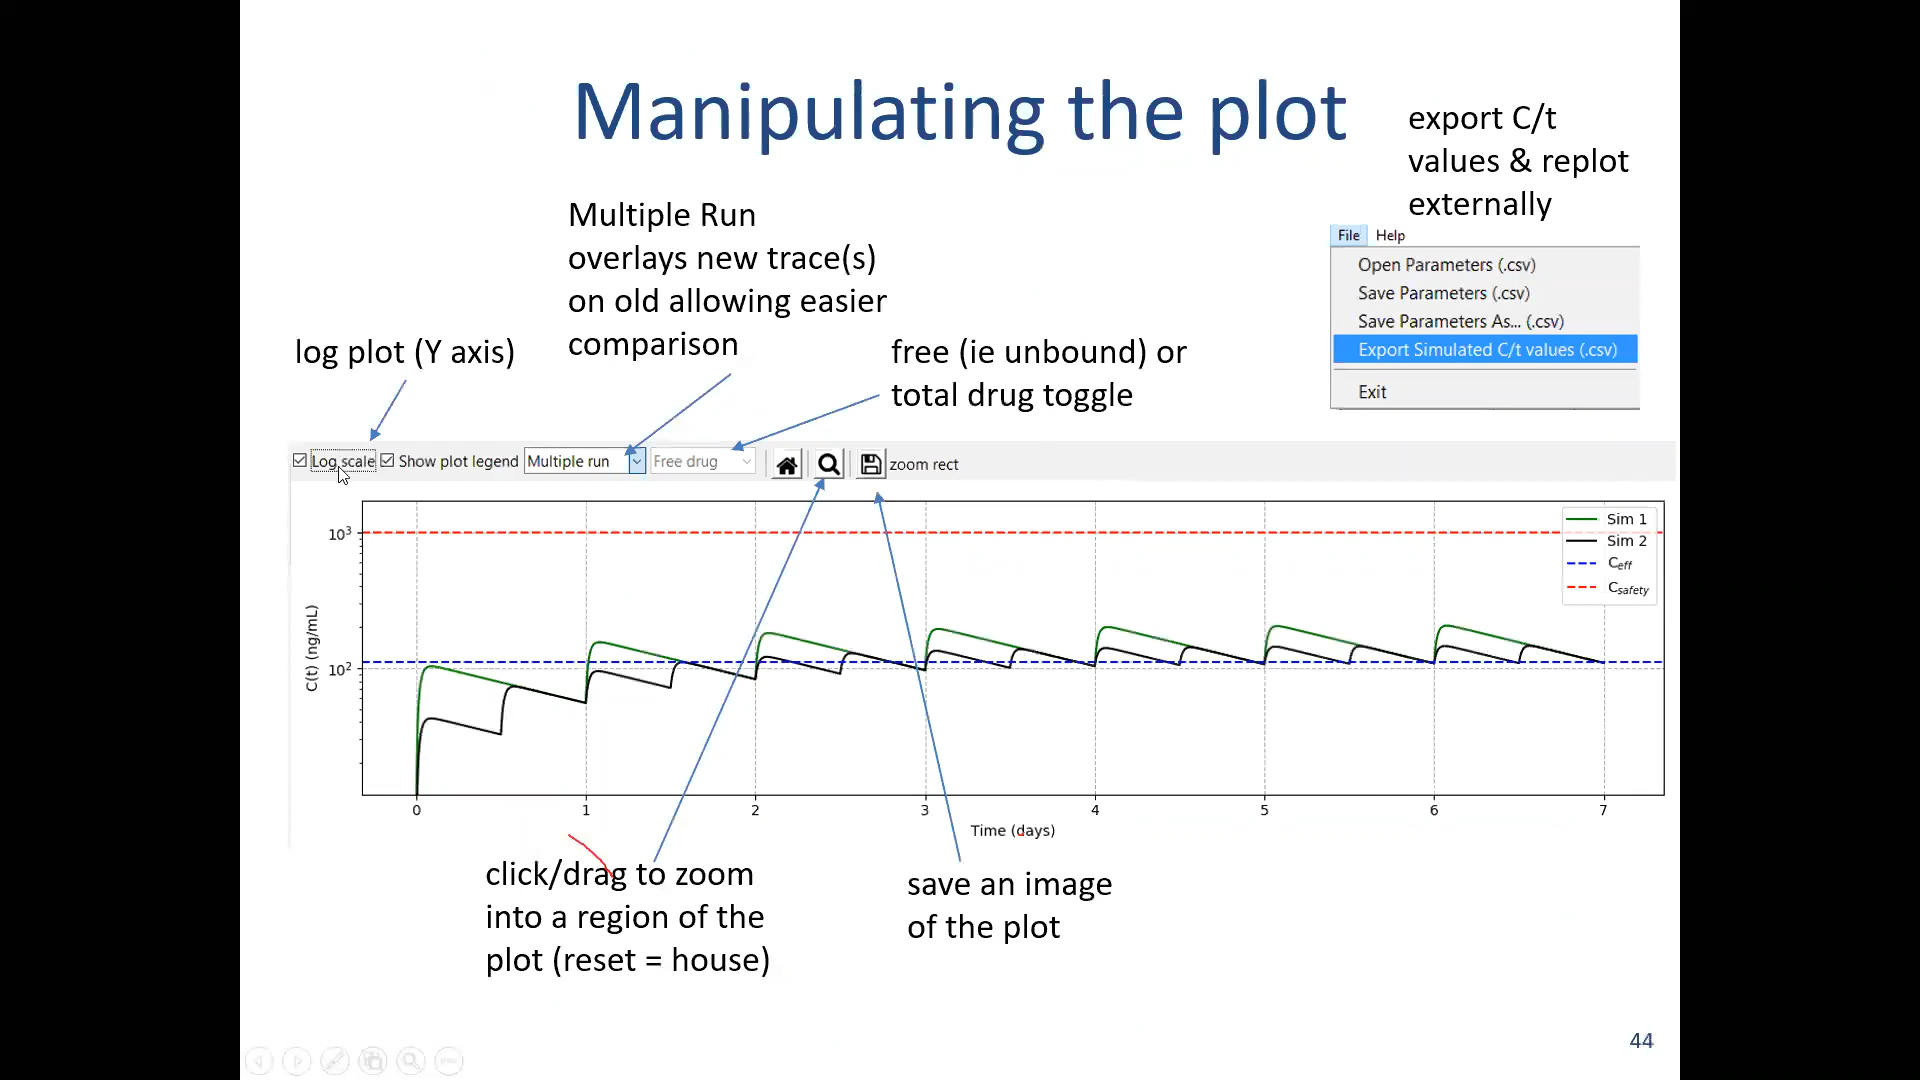 Manipulating the plot
export C/t
values & replot
externally
File Help
Open Parameters (.csv)
Save Parameters (.csv)
Save Parameters As... (.csv)
Export Simulated C/t values (.csv)
Exit
Multiple Run
overlays new trace(s)
on old allowing easier
comparison
log plot (Y axis)
free (ie unbound) or
total drug toggle
Log scale Show plot legend Multiple run Free drug zoom rect
Sim 1
Sim 2
C_eff
C_safety
10³
10²
C(t) (ng/mL)
0 1 2 3 4 5 6 7
Time (days)
click/drag to zoom
into a region of the
plot (reset = house)
save an image
of the plot
44